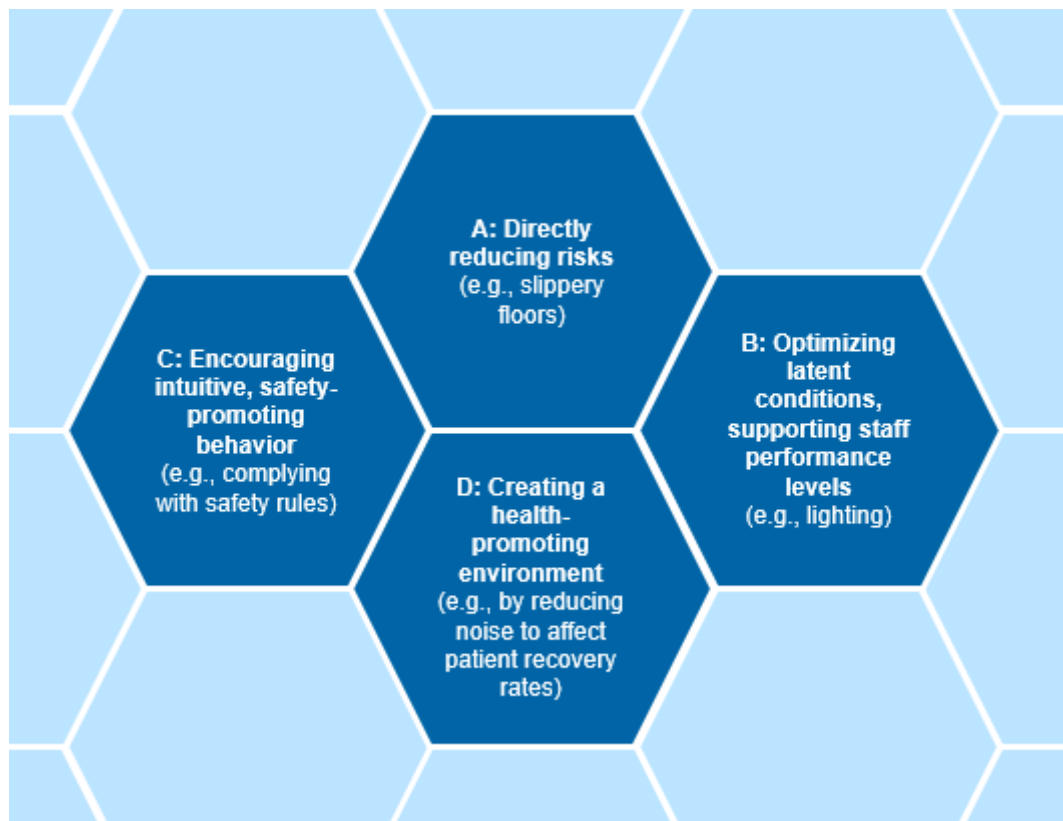 A: Directly
reducing risks
(e.g., slippery
floors)
C: Encouraging
intuitive, safety-
promoting
behavior
(e.g., complying
with safety rules)
B: Optimizing
latent
conditions,
supporting staff
performance
levels
(e.g., lighting)
D: Creating a
health-
promoting
environment
(e.g., by reducing
noise to affect
patient recovery
rates)